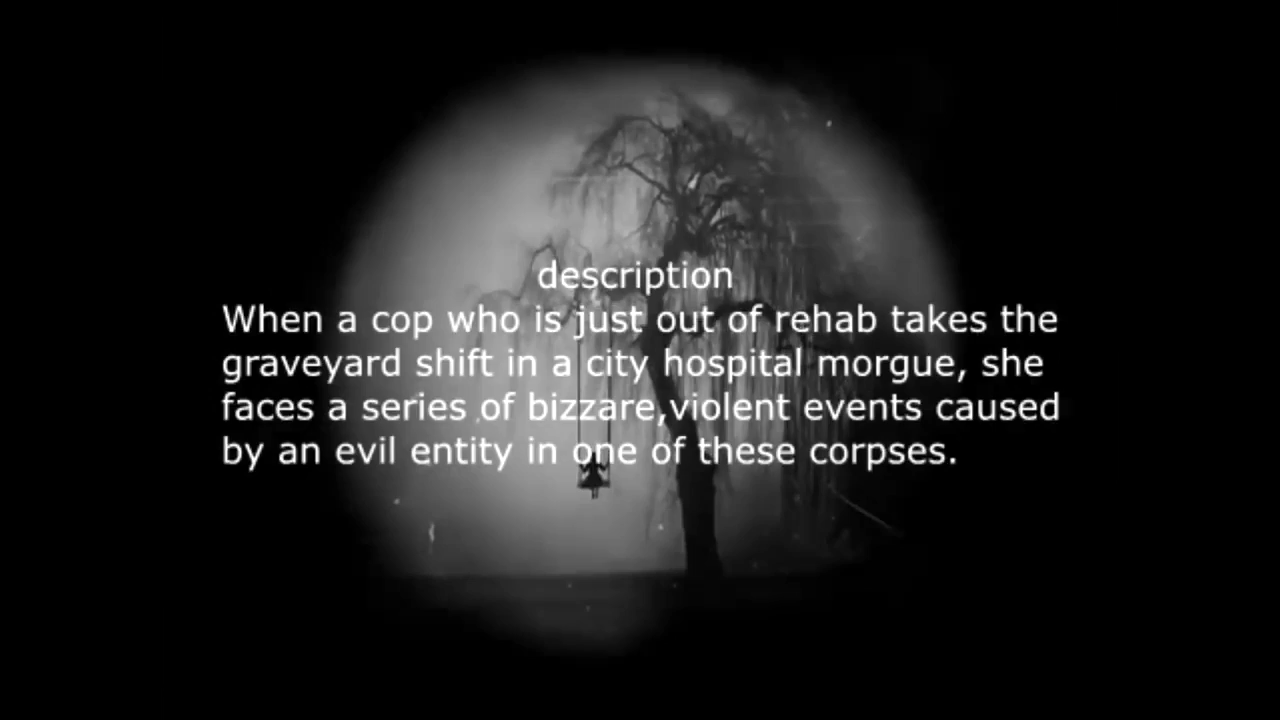 description
When a cop who is just out of rehab takes the
graveyard shift in a city hospital morgue, she
faces a series of bizzare,violent events caused
by an evil entity in one of these corpses.